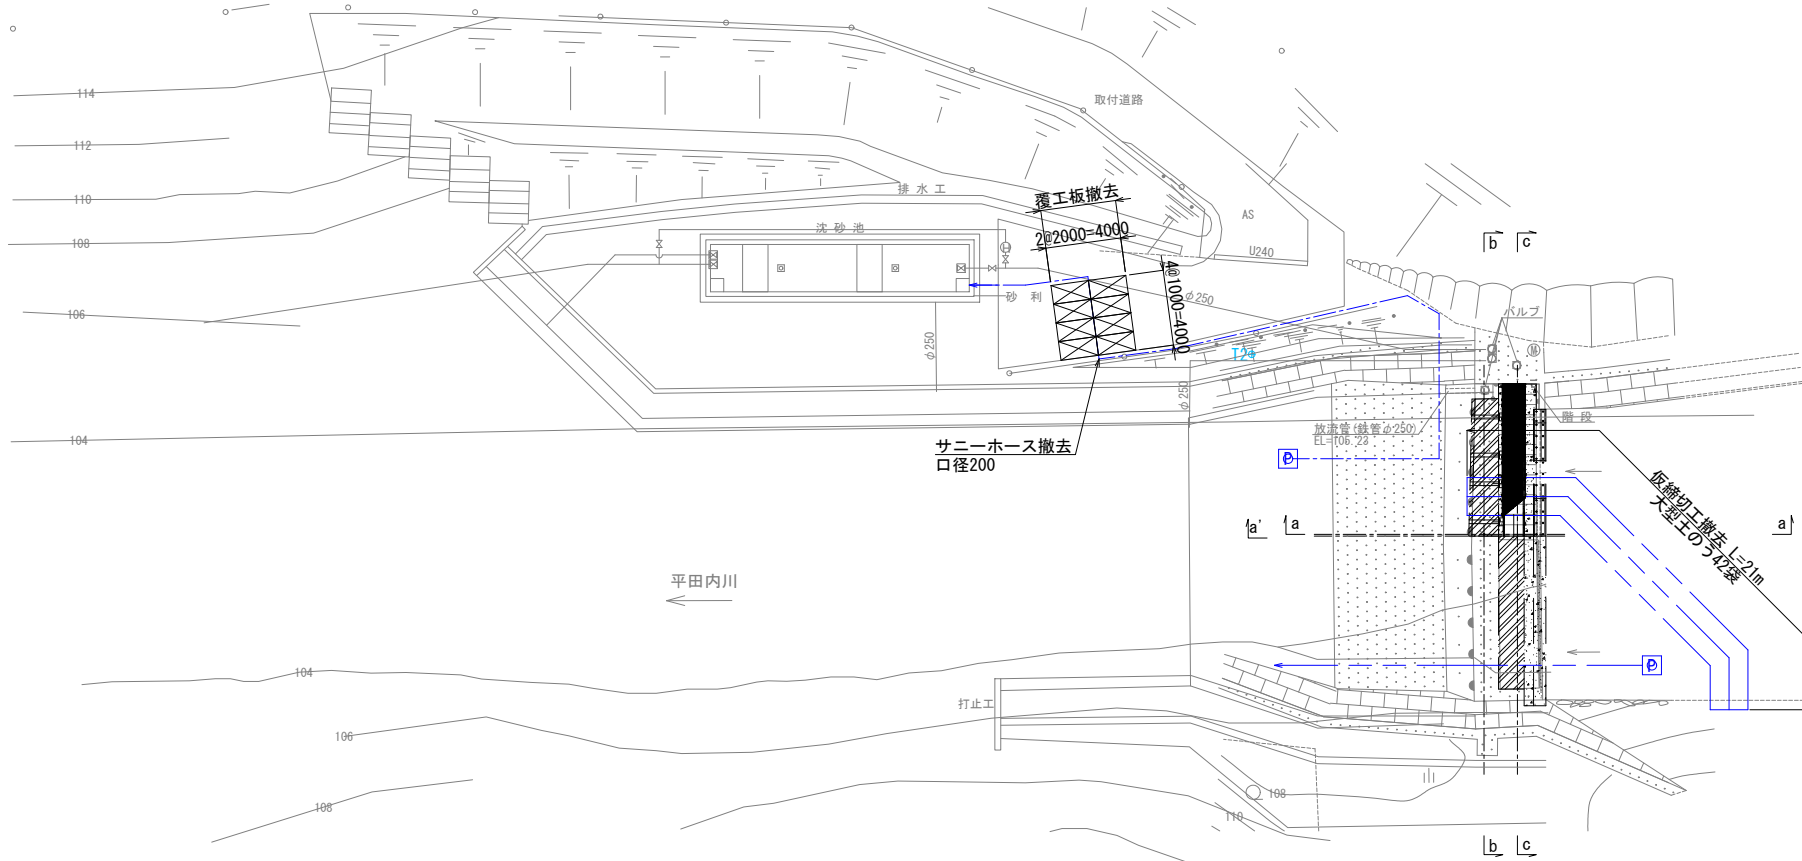 114
112
110
108
106
104
取付道路
排水工
覆工板撤去
2@2000=4000
AS
U240
沈砂池
4@1000=4000
砂利
φ250
φ250
φ250
T2
バルブ
階段
放流管(鉄管φ250)
EL=106.23
サニーホース撤去
口径200
P
仮締切工撤去 L=21m
大型土のう42袋
b
c
a'
a
a
平田内川
P
104
打止工
106
108
108
110
b
c